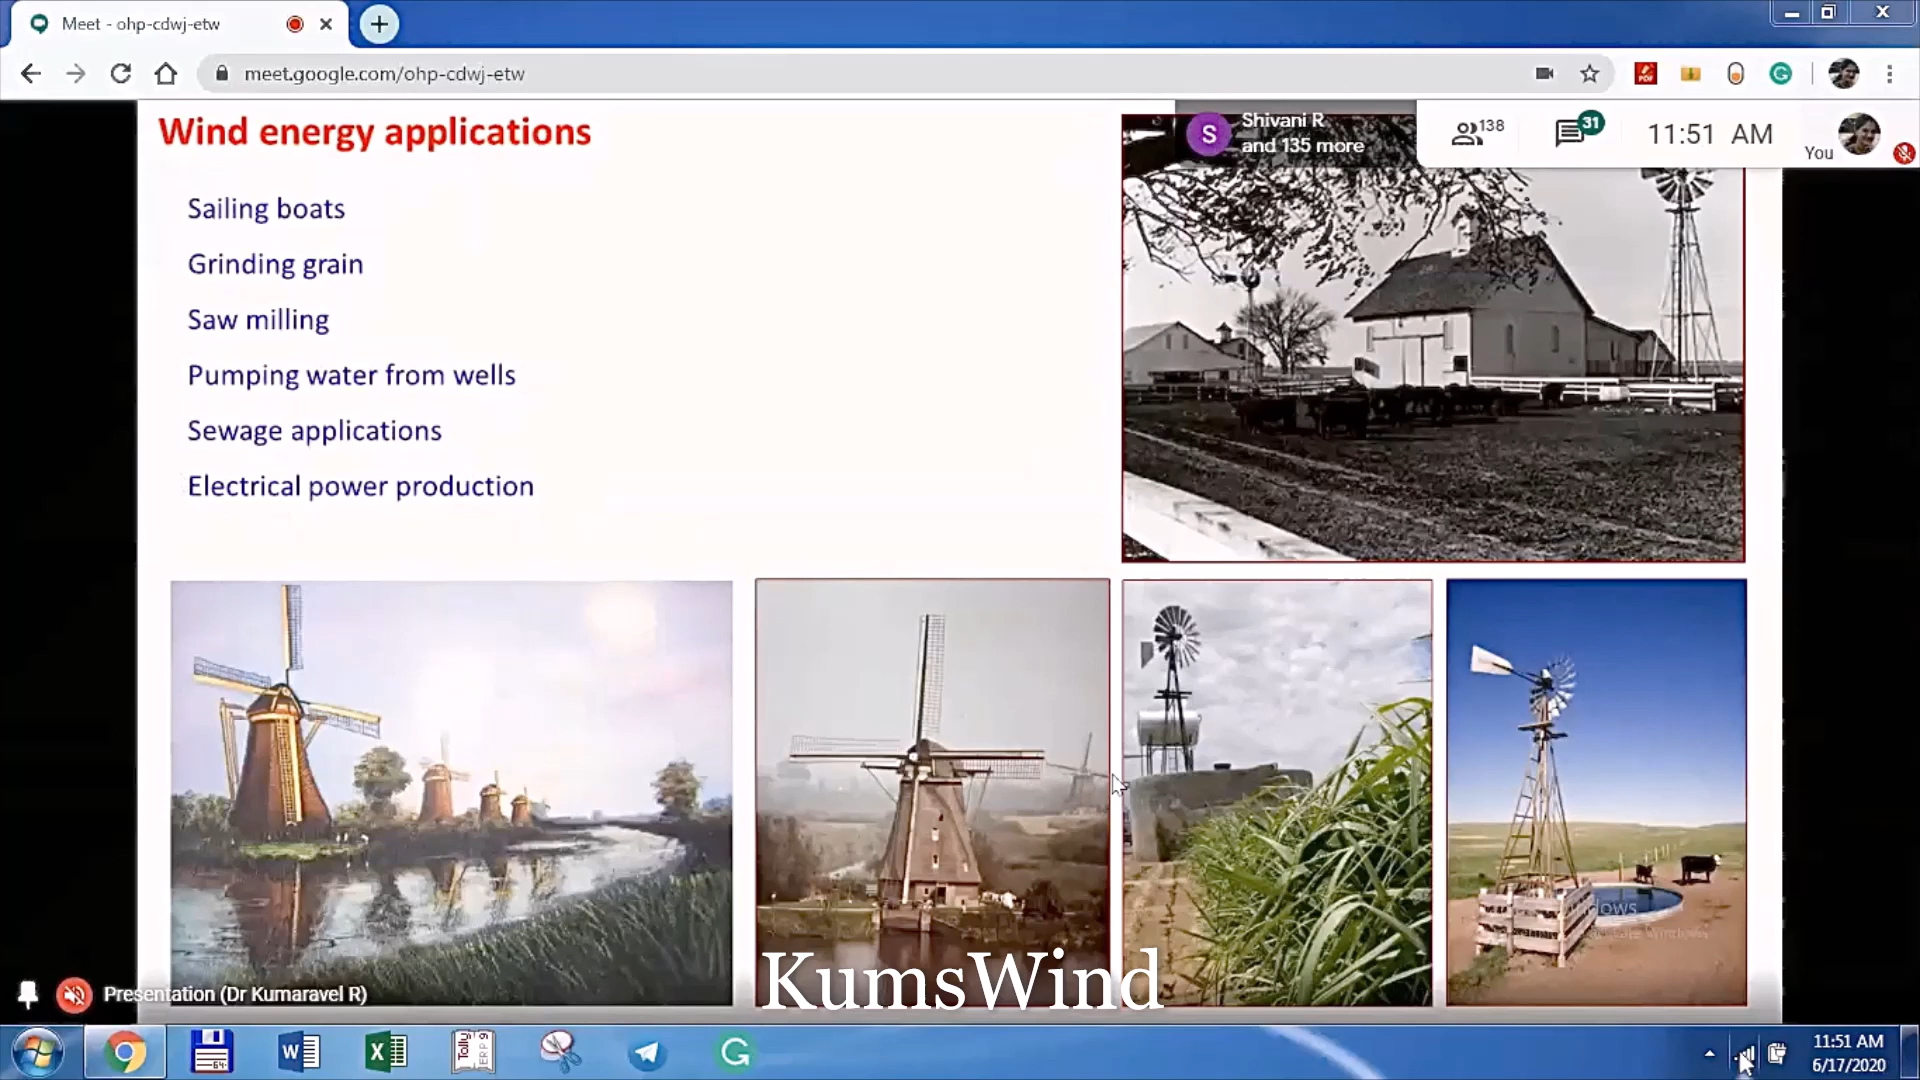 Meet - ohp-cdwj-etw
meet.google.com/ohp-cdwj-etw
Wind energy applications
S
Shivani R
and 135 more
138
31
11:51 AM
You
Sailing boats
Grinding grain
Saw milling
Pumping water from wells
Sewage applications
Electrical power production
KumsWind
Presentation (Dr Kumaravel R)
11:51 AM
6/17/2020